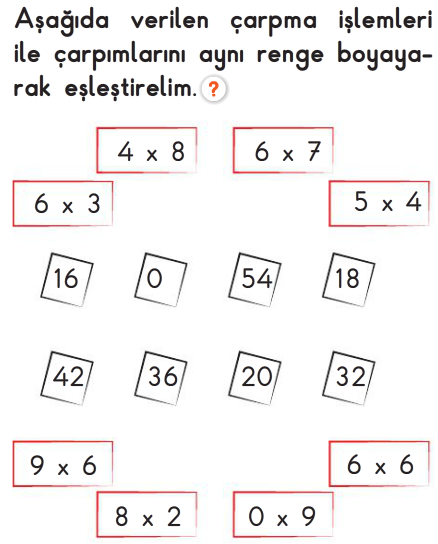 Aşağıda verilen çarpma işlemleri
ile çarpımlarını aynı renge boyaya-
rak eşleştirelim. ?
4 x 8
6 x 7
6 x 3
5 x 4
16
0
54
18
42
36
20
32
9 x 6
6 x 6
8 x 2
0 x 9